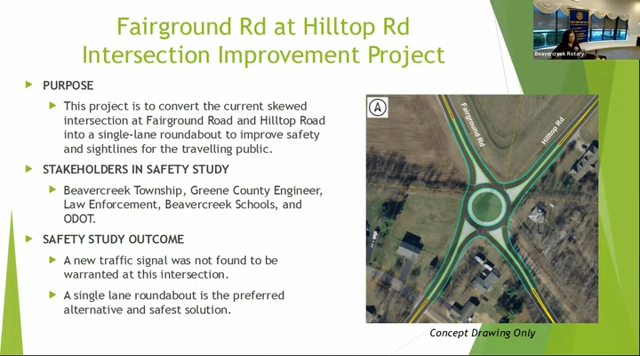 Fairground Rd at Hilltop Rd
Intersection Improvement Project
PURPOSE
This project is to convert the current skewed
intersection at Fairground Road and Hilltop Road
into a single-lane roundabout to improve safety
and sightlines for the travelling public.
STAKEHOLDERS IN SAFETY STUDY
Beavercreek Township, Greene County Engineer,
Law Enforcement, Beavercreek Schools, and
ODOT.
SAFETY STUDY OUTCOME
A new traffic signal was not found to be
warranted at this intersection.
A single lane roundabout is the preferred
alternative and safest solution.
A
Fairground Rd
Hilltop Rd
Concept Drawing Only
Beavercreek Rotary